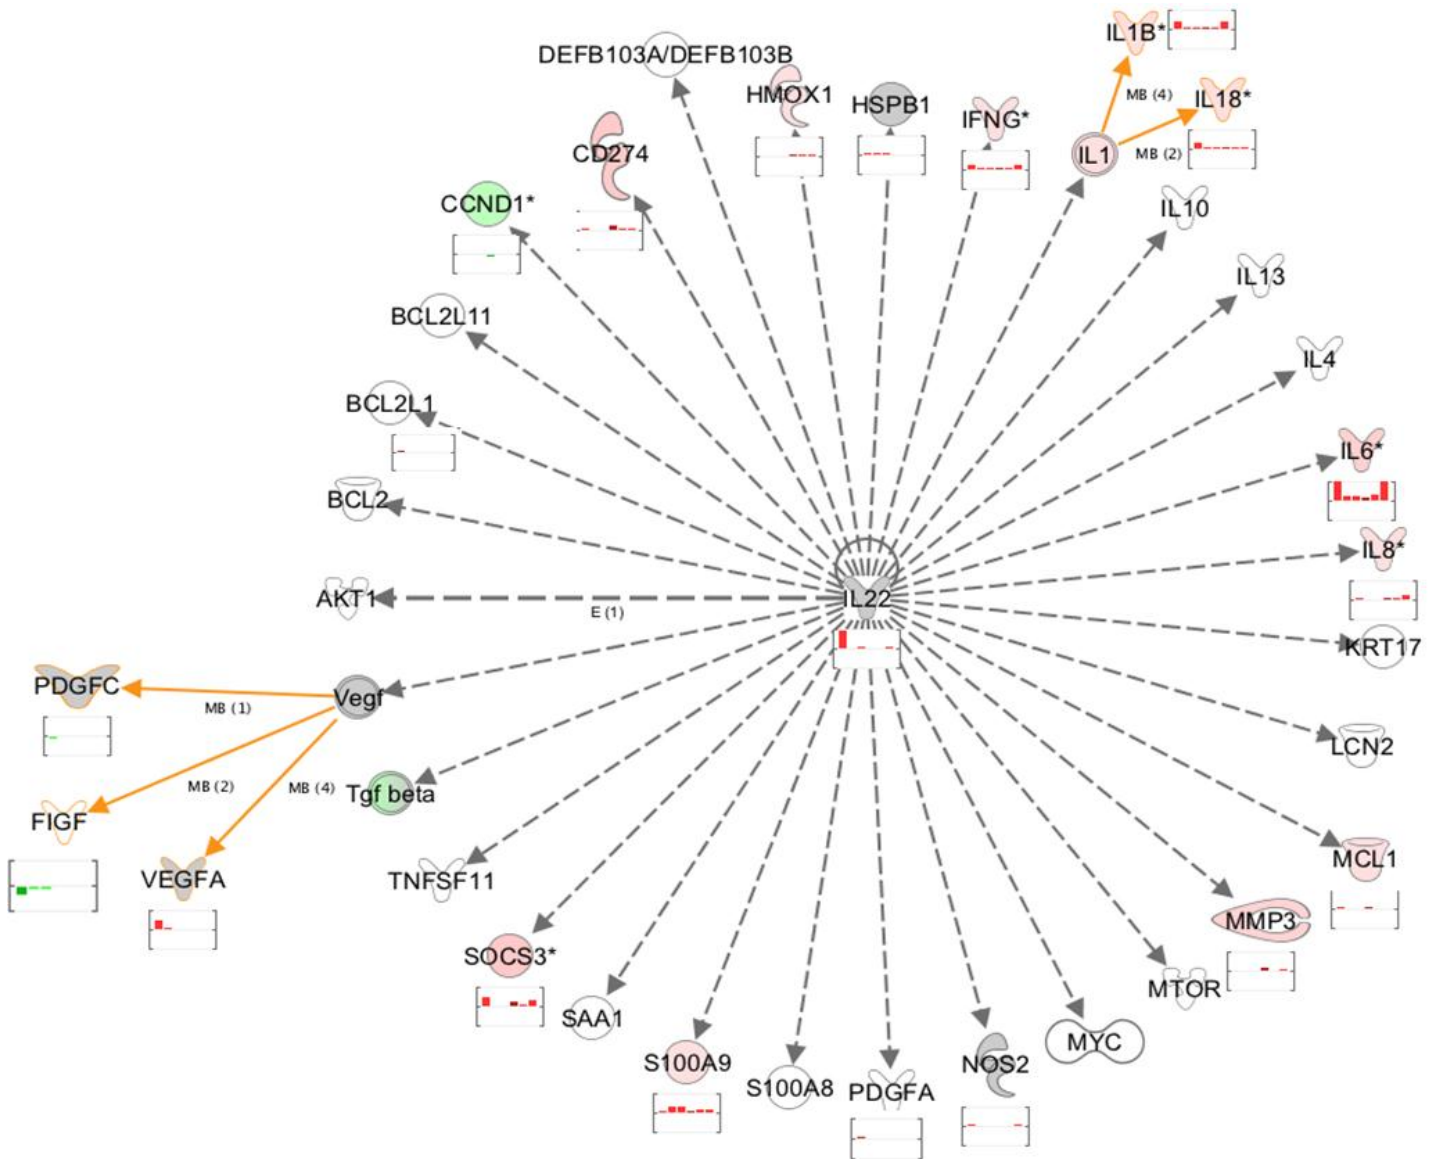 IL1B*
DEFB103A/DEFB103B
HMOX1
HSPB1
IFNG*
MB (4)
IL18*
CD274
IL1
MB (2)
CCND1*
IL10
IL13
BCL2L11
IL4
BCL2L1
IL6*
BCL2
IL8*
AKT1
E (1)
IL22
KRT17
PDGFC
MB (1)
Vegf
LCN2
MB (2)
MB (4)
Tgf beta
FIGF
VEGFA
TNFSF11
MCL1
MMP3
SOCS3*
MTOR
SAA1
MYC
S100A9
NOS2
S100A8
PDGFA